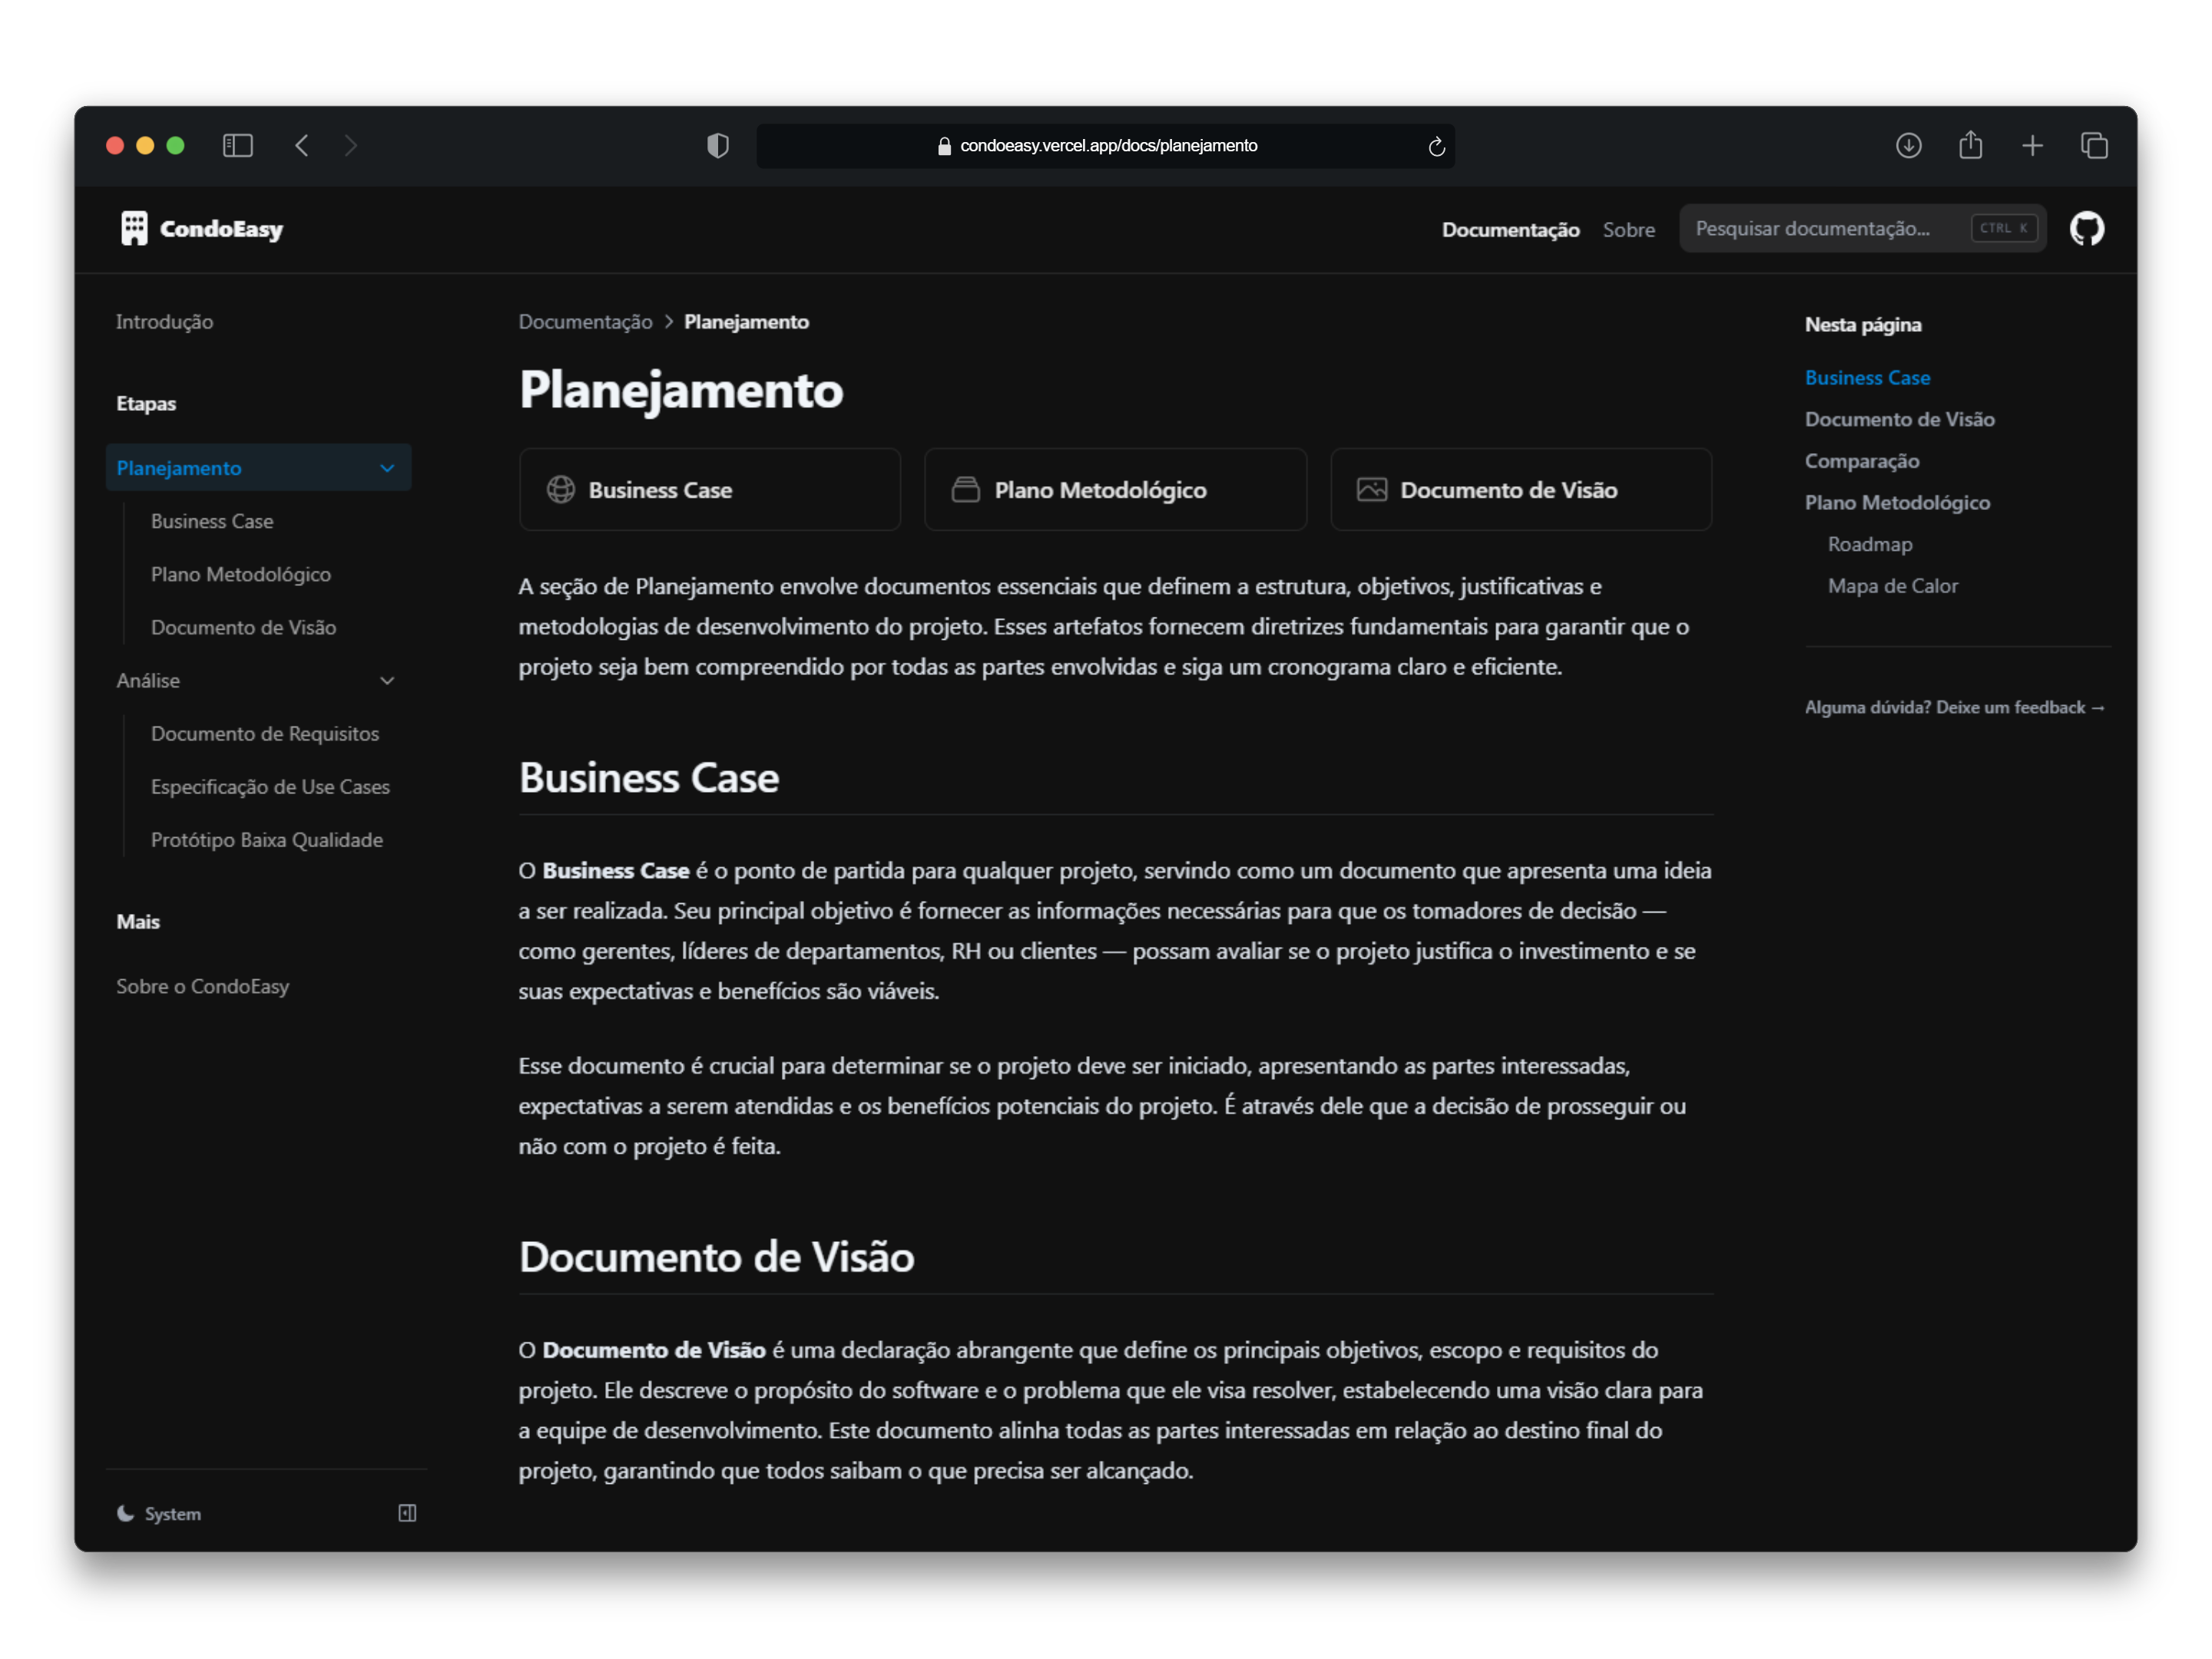 condoeasy.vercel.app/docs/planejamento
CondoEasy
Documentação
Sobre
Pesquisar documentação...
CTRL K
Introdução
Etapas
Planejamento
Business Case
Plano Metodológico
Documento de Visão
Análise
Documento de Requisitos
Especificação de Use Cases
Protótipo Baixa Qualidade
Mais
Sobre o CondoEasy
System
Documentação > Planejamento
Planejamento
Business Case
Plano Metodológico
Documento de Visão
A seção de Planejamento envolve documentos essenciais que definem a estrutura, objetivos, justificativas e
metodologias de desenvolvimento do projeto. Esses artefatos fornecem diretrizes fundamentais para garantir que o
projeto seja bem compreendido por todas as partes envolvidas e siga um cronograma claro e eficiente.
Business Case
O Business Case é o ponto de partida para qualquer projeto, servindo como um documento que apresenta uma ideia
a ser realizada. Seu principal objetivo é fornecer as informações necessárias para que os tomadores de decisão —
como gerentes, líderes de departamentos, RH ou clientes — possam avaliar se o projeto justifica o investimento e se
suas expectativas e benefícios são viáveis.
Esse documento é crucial para determinar se o projeto deve ser iniciado, apresentando as partes interessadas,
expectativas a serem atendidas e os benefícios potenciais do projeto. É através dele que a decisão de prosseguir ou
não com o projeto é feita.
Documento de Visão
O Documento de Visão é uma declaração abrangente que define os principais objetivos, escopo e requisitos do
projeto. Ele descreve o propósito do software e o problema que ele visa resolver, estabelecendo uma visão clara para
a equipe de desenvolvimento. Este documento alinha todas as partes interessadas em relação ao destino final do
projeto, garantindo que todos saibam o que precisa ser alcançado.
Nesta página
Business Case
Documento de Visão
Comparação
Plano Metodológico
Roadmap
Mapa de Calor
Alguma dúvida? Deixe um feedback →